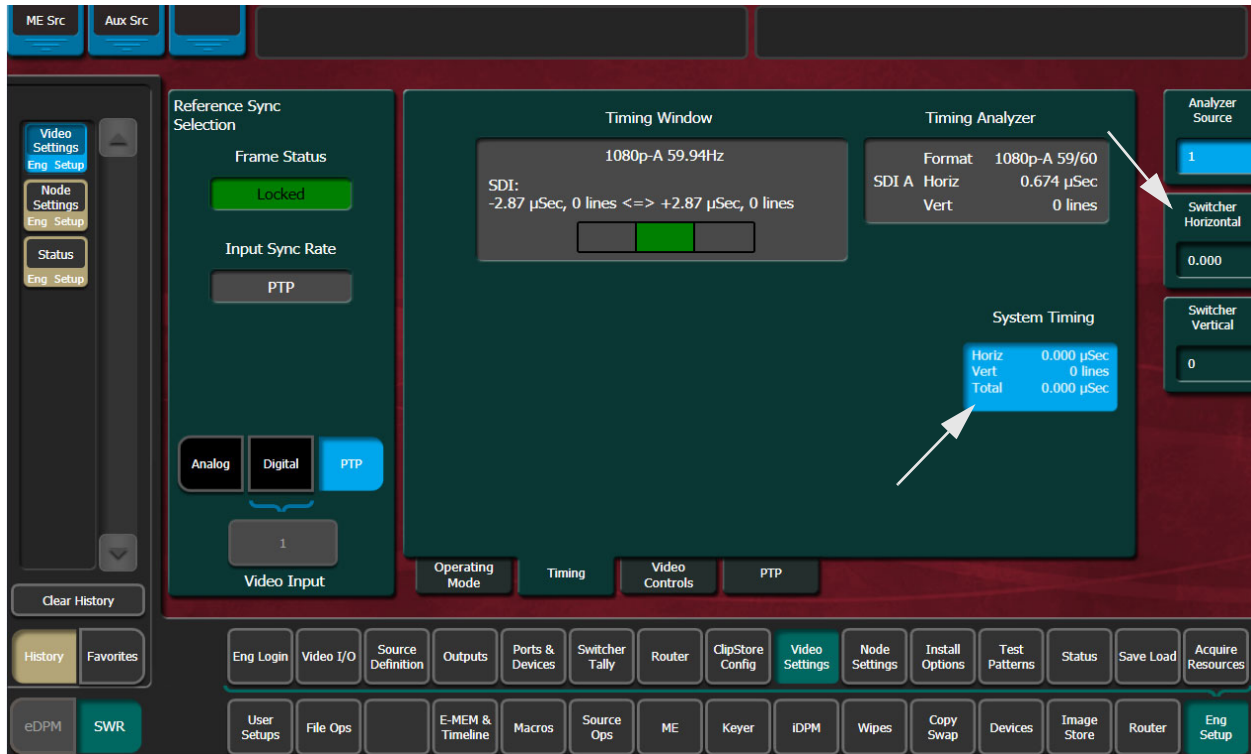 ME Src
Aux Src
Video
Settings
Eng Setup
Node
Settings
Eng Setup
Status
Eng Setup
Clear History
History
Favorites
eDPM
SWR
Reference Sync
Selection
Frame Status
Locked
Input Sync Rate
PTP
Analog
Digital
PTP
1
Video Input
Timing Window
1080p-A 59.94Hz
SDI:
-2.87 µSec, 0 lines <=> +2.87 µSec, 0 lines
Timing Analyzer
Format 1080p-A 59/60
SDI A Horiz 0.674 µSec
Vert 0 lines
System Timing
Horiz 0.000 µSec
Vert 0 lines
Total 0.000 µSec
Operating
Mode
Timing
Video
Controls
PTP
Analyzer
Source
1
Switcher
Horizontal
0.000
Switcher
Vertical
0
Eng Login
Video I/O
Source
Definition
Outputs
Ports &
Devices
Switcher
Tally
Router
ClipStore
Config
Video
Settings
Node
Settings
Install
Options
Test
Patterns
Status
Save Load
Acquire
Resources
User
Setups
File Ops
E-MEM &
Timeline
Macros
Source
Ops
ME
Keyer
iDPM
Wipes
Copy
Swap
Devices
Image
Store
Router
Eng
Setup